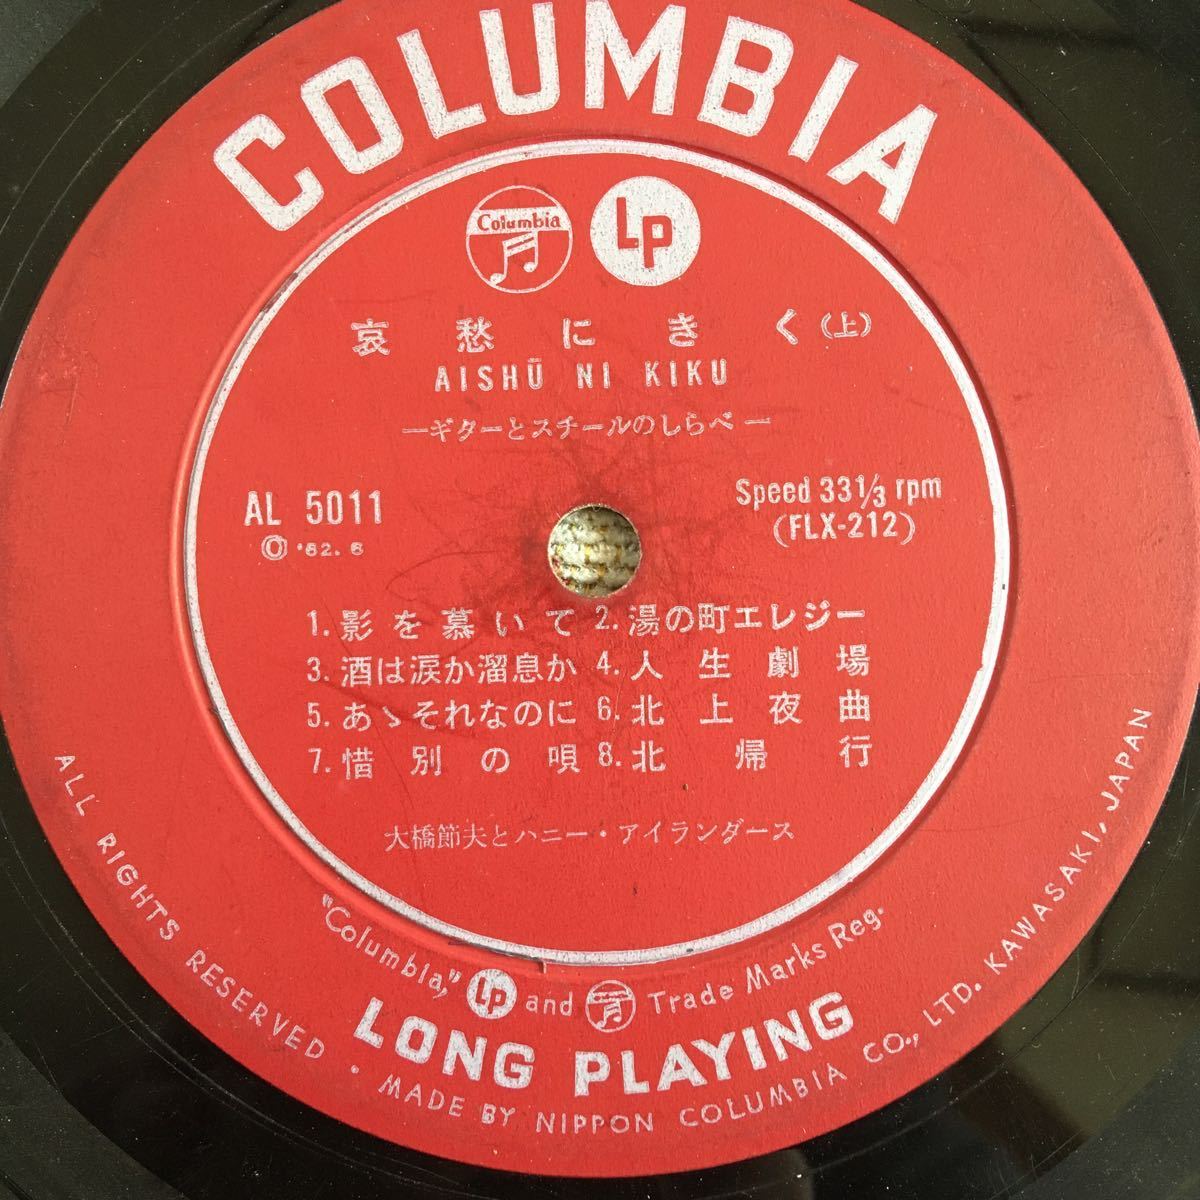 COLUMBIA
Columbia LP
哀愁にきく(上)
AISHŪ NI KIKU
—ギターとスチールのしらべ—
AL 5011
Speed 33 1/3 rpm
Ⓞ '62. 6
(FLX-212)
1. 影を慕いて 2. 湯の町エレジー
3. 酒は涙か溜息か 4. 人生劇場
5. あゝそれなのに 6. 北上夜曲
7. 惜別の唄 8. 北帰行
大橋節夫とハニー・アイランダース
"Columbia," LP and Trade Marks Reg.
LONG PLAYING
ALL RIGHTS RESERVED . MADE BY NIPPON COLUMBIA CO., LTD. KAWASAKI, JAPAN